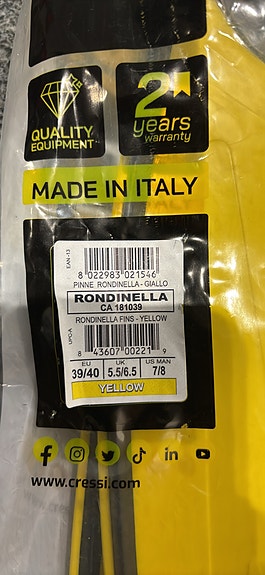 QUALITY
EQUIPMENT
2
years
warranty
MADE IN ITALY
EAN-13
8 022983 021546
PINNE RONDINELLA - GIALLO
RONDINELLA
CA 181039
RONDINELLA FINS - YELLOW
UPC-A
8 43607 00221 9
EU UK US MAN
39/40 5.5/6.5 7/8
YELLOW
www.cressi.com